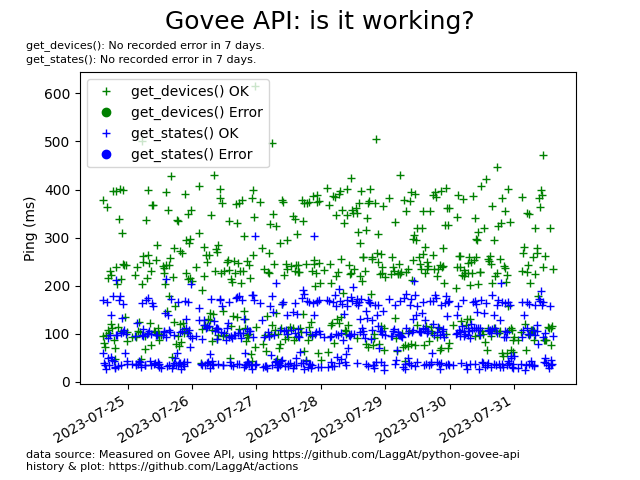 Govee API: is it working?
get_devices(): No recorded error in 7 days.
get_states(): No recorded error in 7 days.
get_devices() OK
get_devices() Error
get_states() OK
get_states() Error
Ping (ms)
600
500
400
300
200
100
0
2023-07-25
2023-07-26
2023-07-27
2023-07-28
2023-07-29
2023-07-30
2023-07-31
data source: Measured on Govee API, using https://github.com/LaggAt/python-govee-api
history & plot: https://github.com/LaggAt/actions